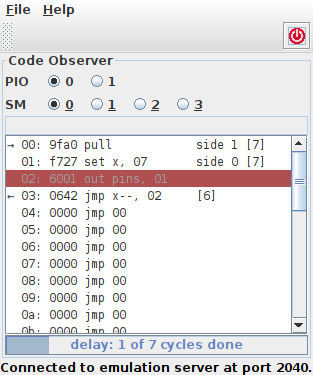 File Help
Code Observer
PIO 0 1
SM 0 1 2 3
→ 00: 9fa0 pull side 1 [7]
01: f727 set x, 07 side 0 [7]
02: 6001 out pins, 01
← 03: 0642 jmp x--, 02 [6]
04: 0000 jmp 00
05: 0000 jmp 00
06: 0000 jmp 00
07: 0000 jmp 00
08: 0000 jmp 00
09: 0000 jmp 00
0a: 0000 jmp 00
0b: 0000 jmp 00
delay: 1 of 7 cycles done
Connected to emulation server at port 2040.